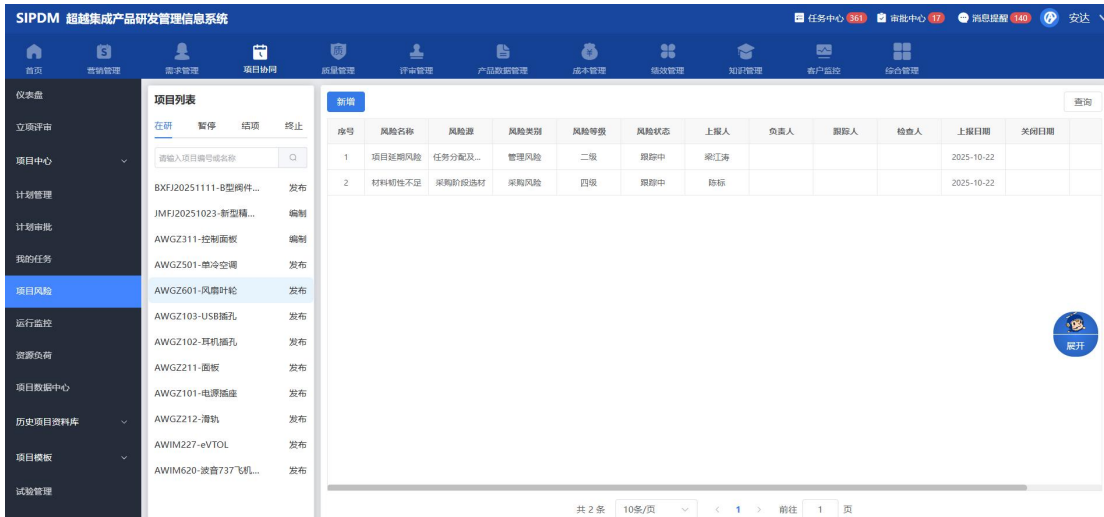 SIPDM 超越集成产品研发管理信息系统
任务中心 361 审批中心 17 消息提醒 140 安达
首页 营销管理 需求管理 项目协同 质量管理 评审管理 产品数据管理 成本管理 绩效管理 知识管理 客户监控 综合管理
仪表盘
立项评审
项目中心
计划管理
计划审批
我的任务
项目风险
运行监控
资源负荷
项目数据中心
历史项目资料库
项目模板
试验管理
项目列表
在研 暂停 结项 终止
请输入项目编号或名称
BXFJ20251111-B型阀件... 发布
JMFJ20251023-新型精... 编制
AWGZ311-控制面板 编制
AWGZ501-单冷空调 发布
AWGZ601-风扇叶轮 发布
AWGZ103-USB插孔 发布
AWGZ102-耳机插孔 发布
AWGZ211-面板 发布
AWGZ101-电源插座 发布
AWGZ212-滑轨 发布
AWIM227-eVTOL 发布
AWIM620-波音737飞机... 发布
新增 查询
序号 风险名称 风险源 风险类别 风险等级 风险状态 上报人 负责人 跟踪人 检查人 上报日期 关闭日期
1 项目延期风险 任务分配及... 管理风险 二级 跟踪中 梁江涛 2025-10-22
2 材料韧性不足 采购阶段选材 采购风险 四级 跟踪中 陈标 2025-10-22
展开
共 2 条 10条/页 < 1 > 前往 1 页